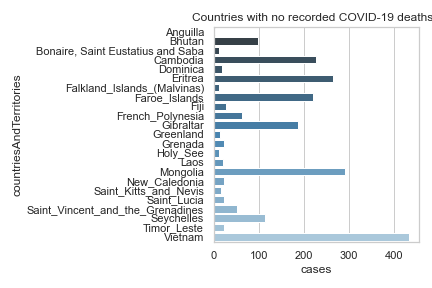 Countries with no recorded COVID-19 deaths
countriesAndTerritories
Anguilla
Bhutan
Bonaire, Saint Eustatius and Saba
Cambodia
Dominica
Eritrea
Falkland_Islands_(Malvinas)
Faroe_Islands
Fiji
French_Polynesia
Gibraltar
Greenland
Grenada
Holy_See
Laos
Mongolia
New_Caledonia
Saint_Kitts_and_Nevis
Saint_Lucia
Saint_Vincent_and_the_Grenadines
Seychelles
Timor_Leste
Vietnam
0 100 200 300 400
cases